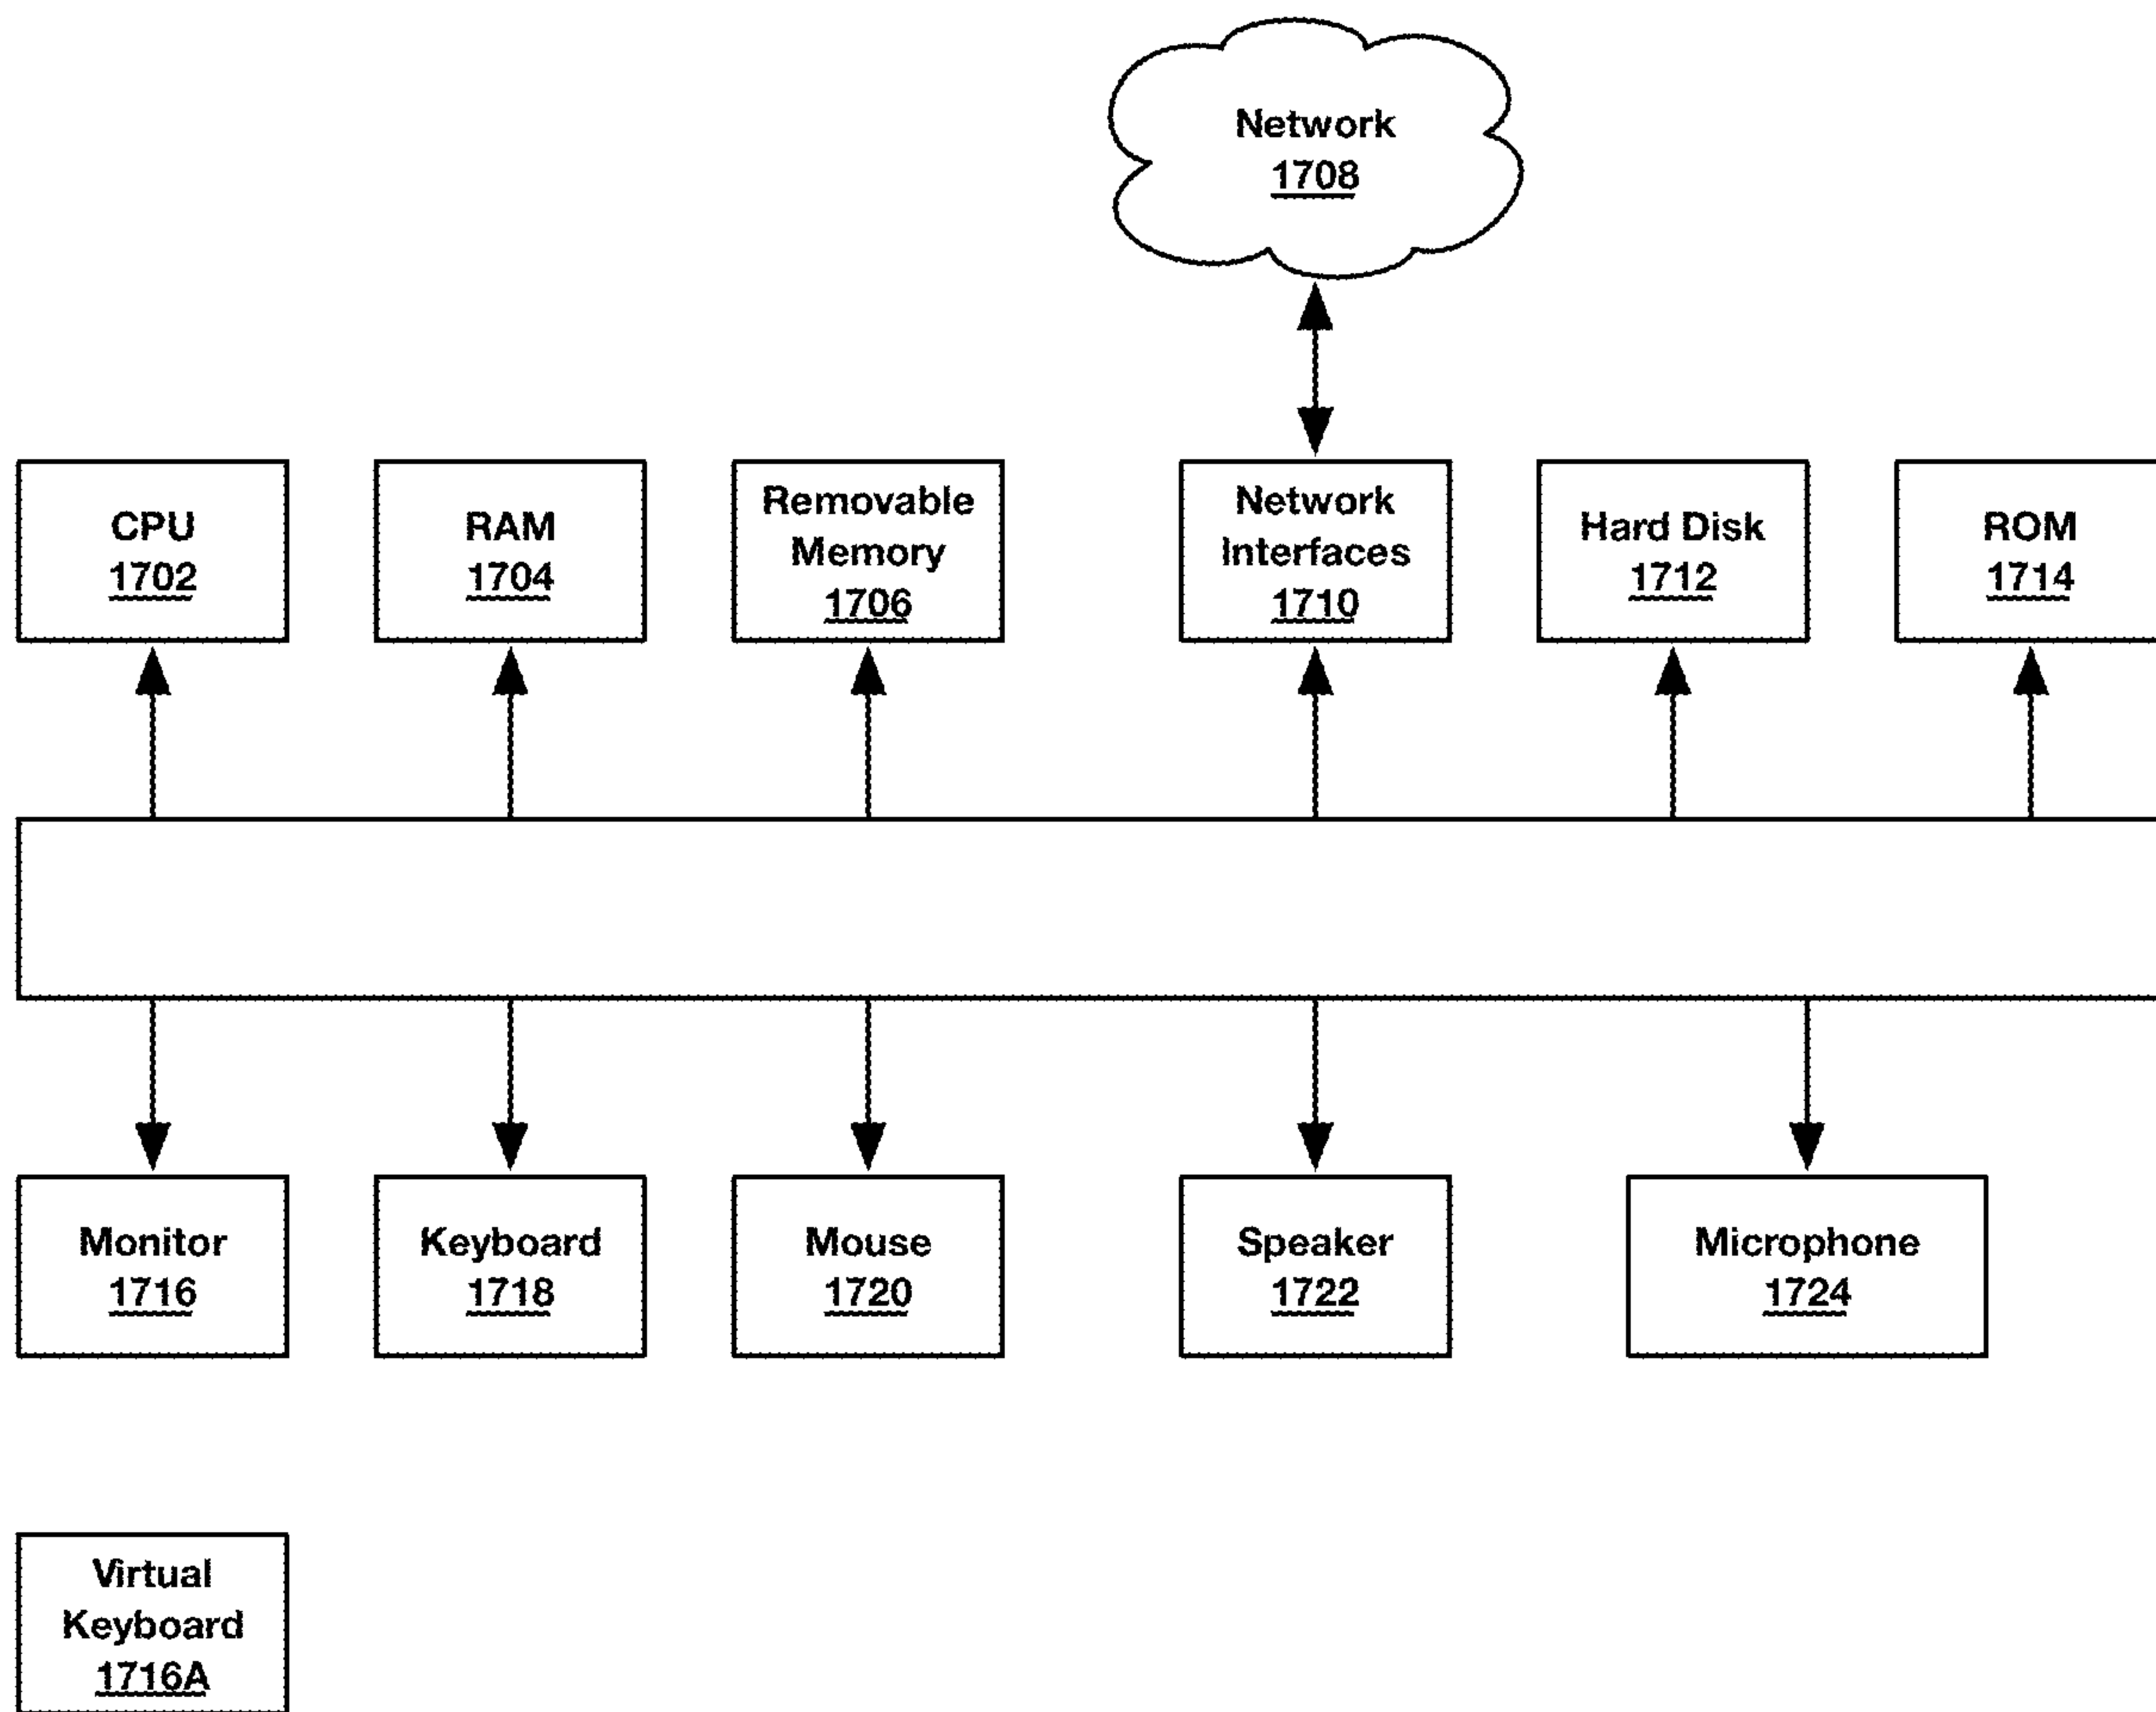 Network
1708
CPU
1702
RAM
1704
Removable
Memory
1706
Network
Interfaces
1710
Hard Disk
1712
ROM
1714
Monitor
1716
Keyboard
1718
Mouse
1720
Speaker
1722
Microphone
1724
Virtual
Keyboard
1716A